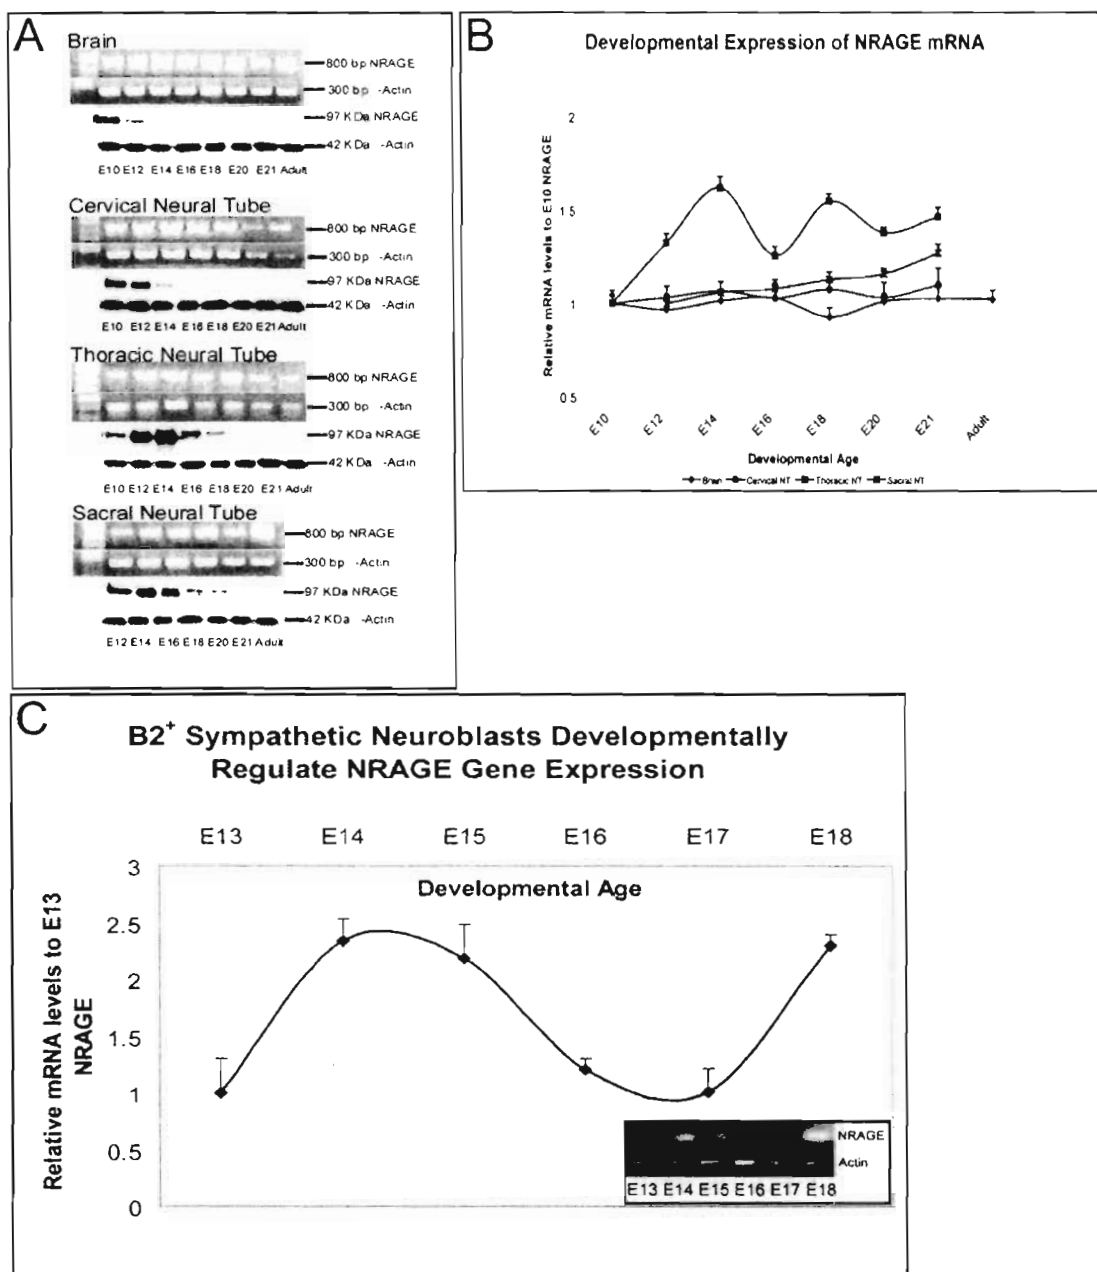 A
Brain
800 bp NRAGE
300 bp -Actin
97 KDa NRAGE
42 KDa -Actin
E10 E12 E14 E16 E18 E20 E21 Adult
Cervical Neural Tube
800 bp NRAGE
300 bp -Actin
97 KDa NRAGE
42 KDa -Actin
E10 E12 E14 E16 E18 E20 E21 Adult
Thoracic Neural Tube
800 bp NRAGE
300 bp -Actin
97 KDa NRAGE
42 KDa -Actin
E10 E12 E14 E16 E18 E20 E21 Adult
Sacral Neural Tube
800 bp NRAGE
300 bp -Actin
97 KDa NRAGE
42 KDa -Actin
E12 E14 E16 E18 E20 E21 Adult
B
Developmental Expression of NRAGE mRNA
Relative mRNA levels to E10 NRAGE
2
1 5
1
0 5
E10 E12 E14 E16 E18 E20 E21 Adult
Developmental Age
Brain Cervical NT Thoracic NT Sacral NT
C
B2+ Sympathetic Neuroblasts Developmentally
Regulate NRAGE Gene Expression
E13 E14 E15 E16 E17 E18
Developmental Age
Relative mRNA levels to E13
NRAGE
3
2.5
2
1.5
1
0.5
0
NRAGE
Actin
E13 E14 E15 E16 E17 E18